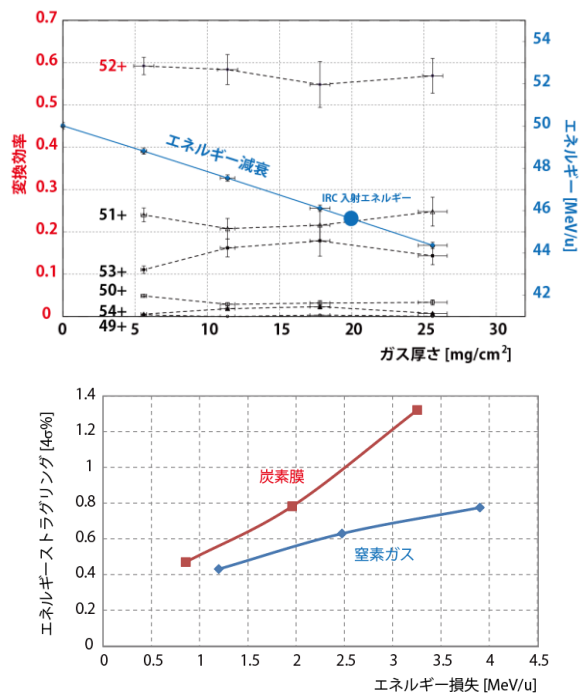 0.7
0.6
0.5
0.4
0.3
0.2
0.1
0
変換効率
52+
51+
53+
50+
54+
49+
エネルギー減衰
IRC 入射エネルギー
54
52
50
48
46
44
42
エネルギー [MeV/u]
0 5 10 15 20 25 30
ガス厚さ [mg/cm²]
1.4
1.2
1
0.8
0.6
0.4
0.2
0
エネルギーストラグリング [4σ%]
炭素膜
窒素ガス
0 0.5 1 1.5 2 2.5 3 3.5 4 4.5
エネルギー損失 [MeV/u]